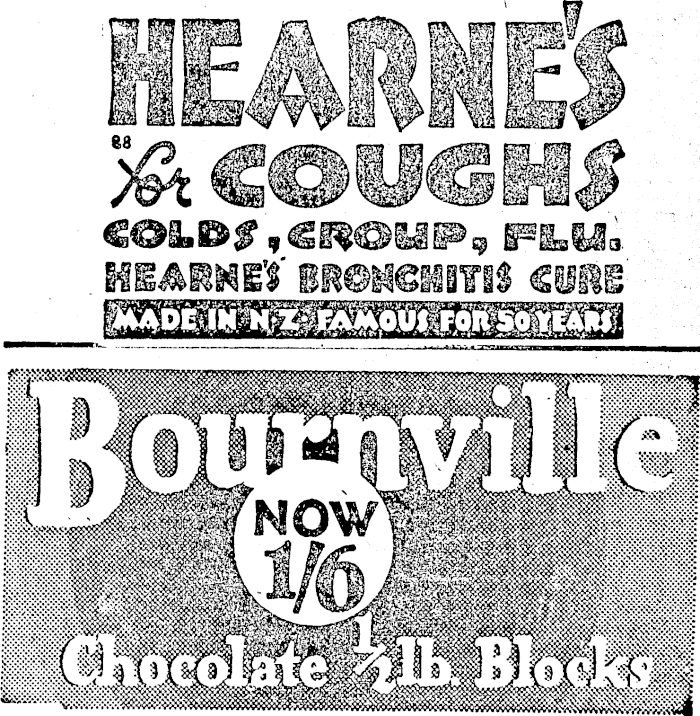 HEARNE'S
88
for COUGHS
COLDS, CROUP, FLU.
HEARNE'S BRONCHITIS CURE
MADE IN N.Z. FAMOUS FOR 50 YEARS
Bournville
NOW
1/6
Chocolate ½lb. Blocks